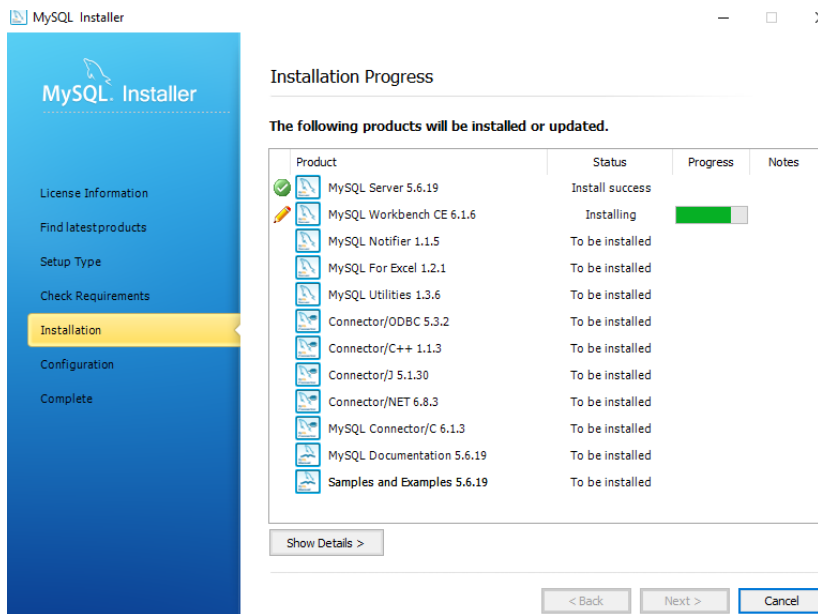 MySQL Installer
MySQL. Installer
License Information
Find latest products
Setup Type
Check Requirements
Installation
Configuration
Complete
Installation Progress
The following products will be installed or updated.
Product Status Progress Notes
MySQL Server 5.6.19 Install success
MySQL Workbench CE 6.1.6 Installing
MySQL Notifier 1.1.5 To be installed
MySQL For Excel 1.2.1 To be installed
MySQL Utilities 1.3.6 To be installed
Connector/ODBC 5.3.2 To be installed
Connector/C++ 1.1.3 To be installed
Connector/J 5.1.30 To be installed
Connector/NET 6.8.3 To be installed
MySQL Connector/C 6.1.3 To be installed
MySQL Documentation 5.6.19 To be installed
Samples and Examples 5.6.19 To be installed
Show Details >
< Back Next > Cancel